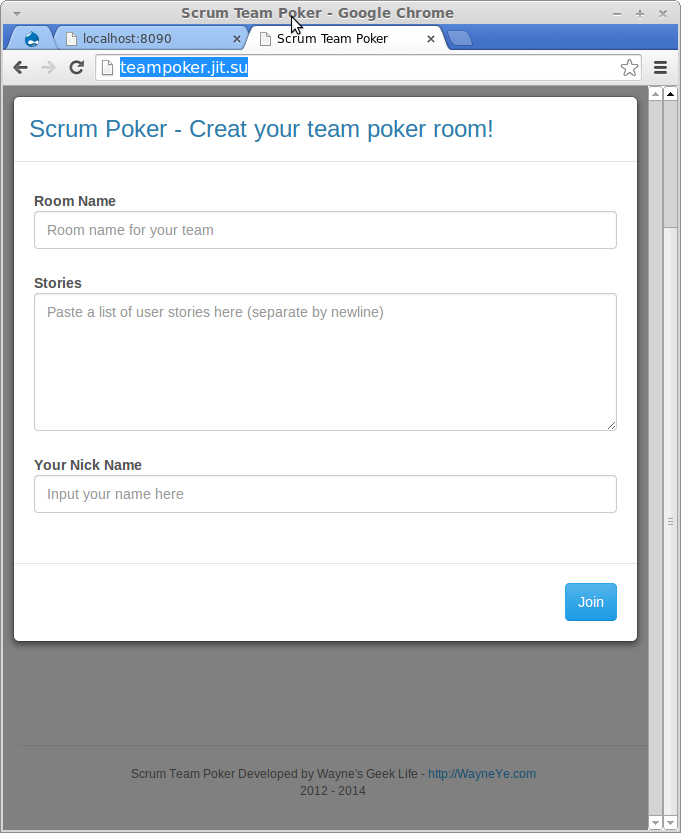 Scrum Team Poker - Google Chrome
localhost:8090
Scrum Team Poker
teampoker.jit.su
Scrum Poker - Creat your team poker room!
Room Name
Room name for your team
Stories
Paste a list of user stories here (separate by newline)
Your Nick Name
Input your name here
Join
Scrum Team Poker Developed by Wayne's Geek Life - http://WayneYe.com
2012 - 2014